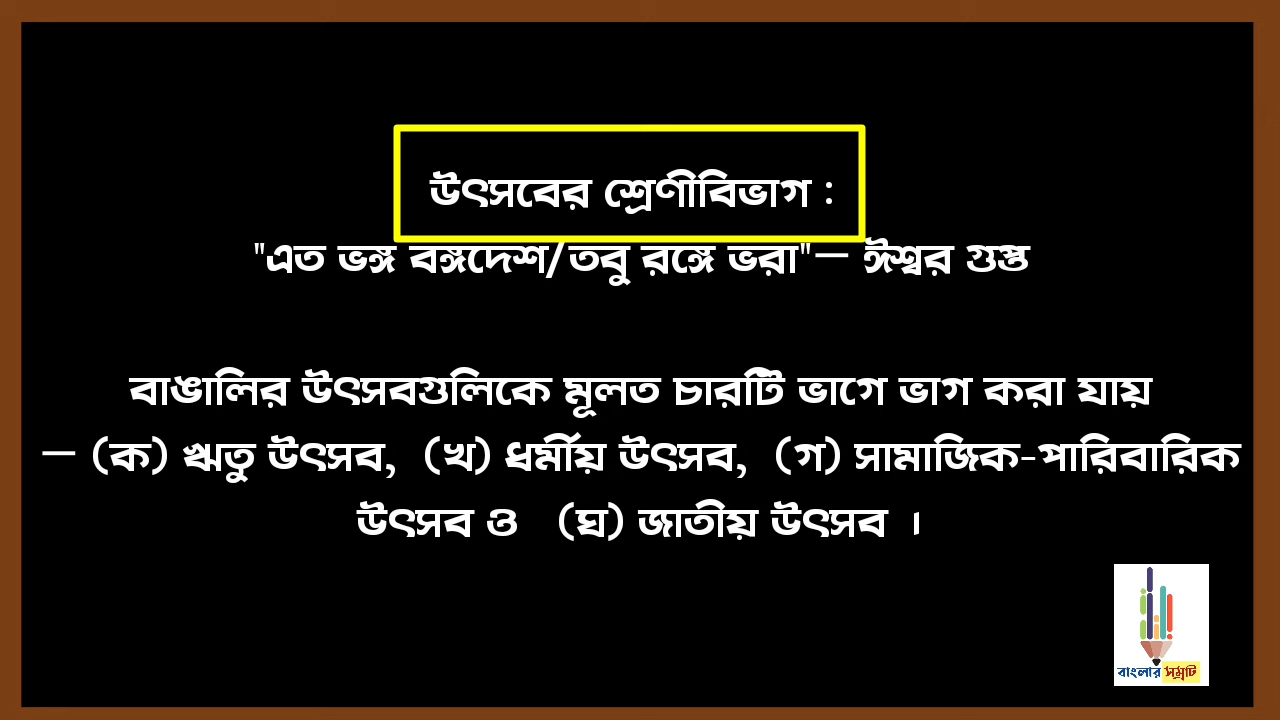 উৎসবের শ্রেণীবিভাগ :
"এত ভঙ্গ বঙ্গদেশ/তবু রঙ্গে ভরা"— ঈশ্বর গুপ্ত
বাঙালির উৎসবগুলিকে মূলত চারটি ভাগে ভাগ করা যায়
— (ক) ঋতু উৎসব, (খ) ধর্মীয় উৎসব, (গ) সামাজিক-পারিবারিক
উৎসব ও (ঘ) জাতীয় উৎসব ।
বাংলার সম্রাট